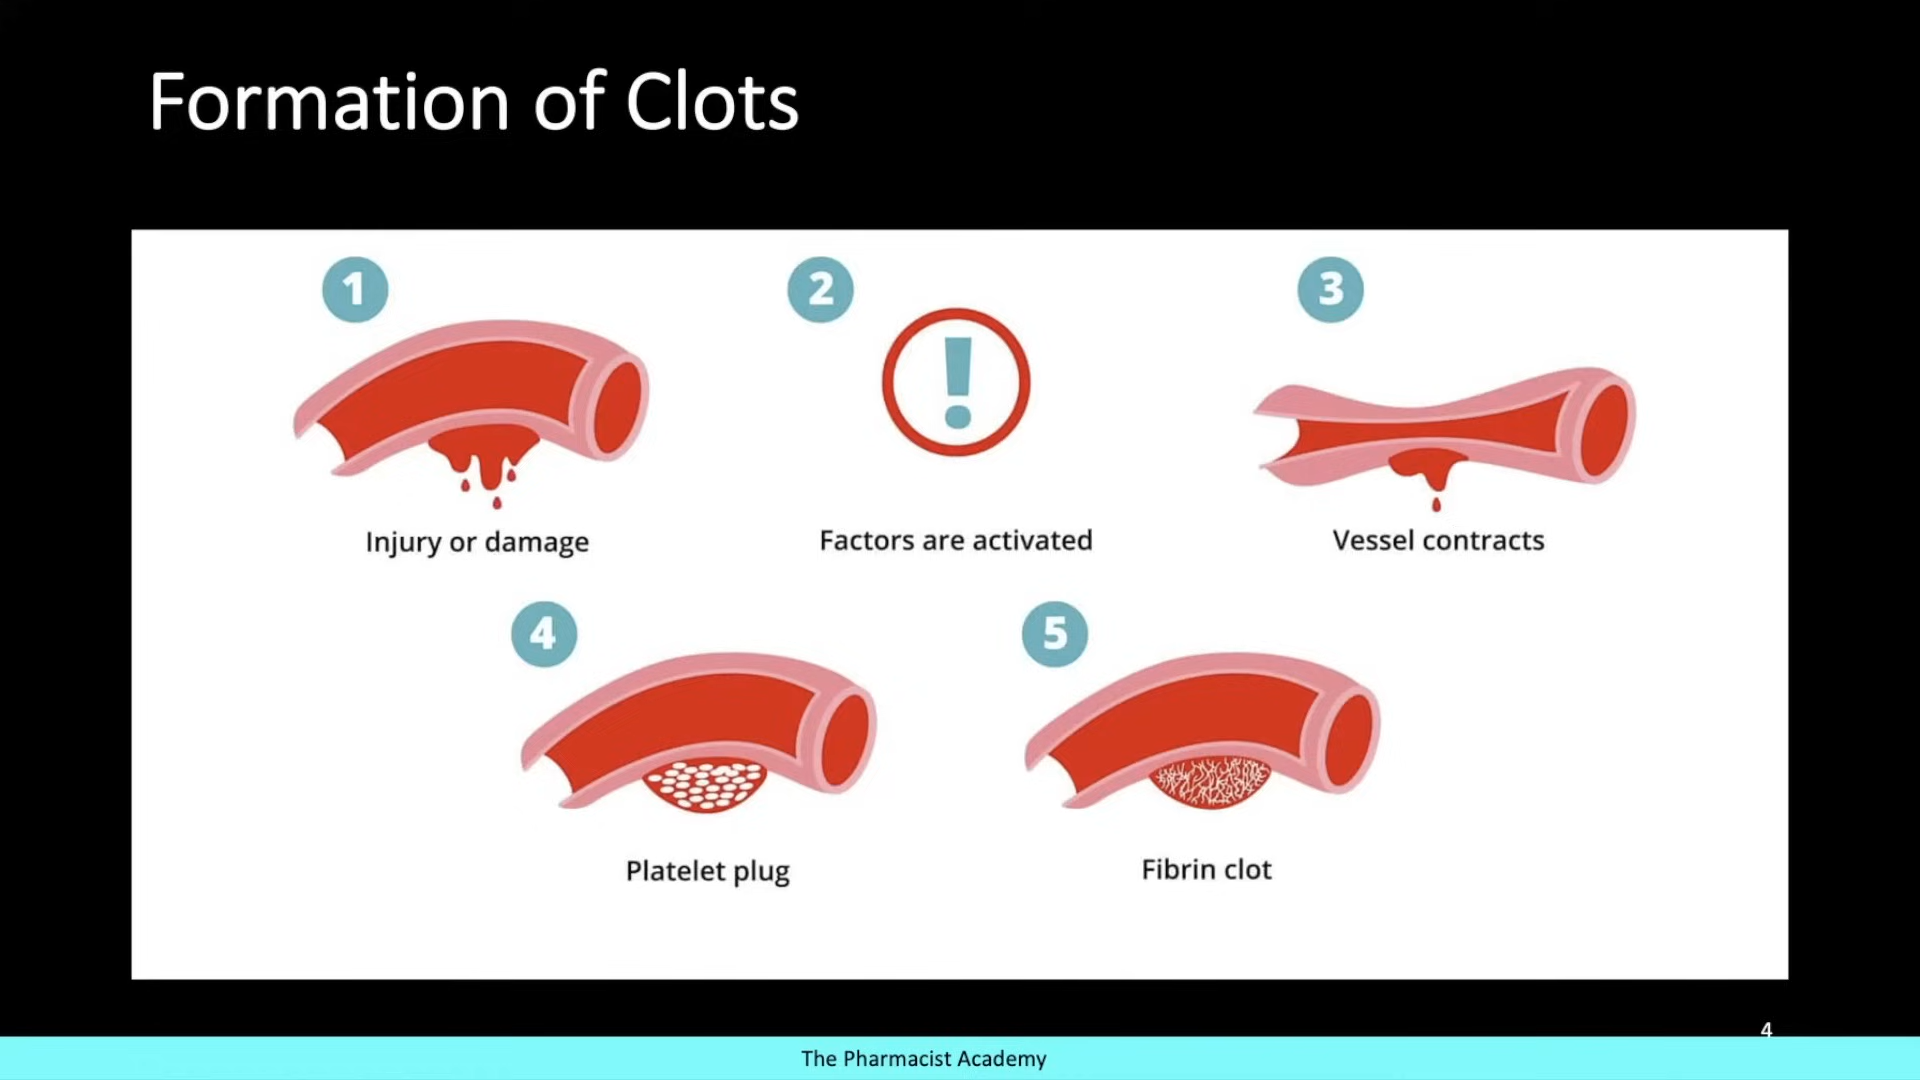 Formation of Clots
1
2
3
!
Injury or damage
Factors are activated
Vessel contracts
4
5
Platelet plug
Fibrin clot
4
The Pharmacist Academy